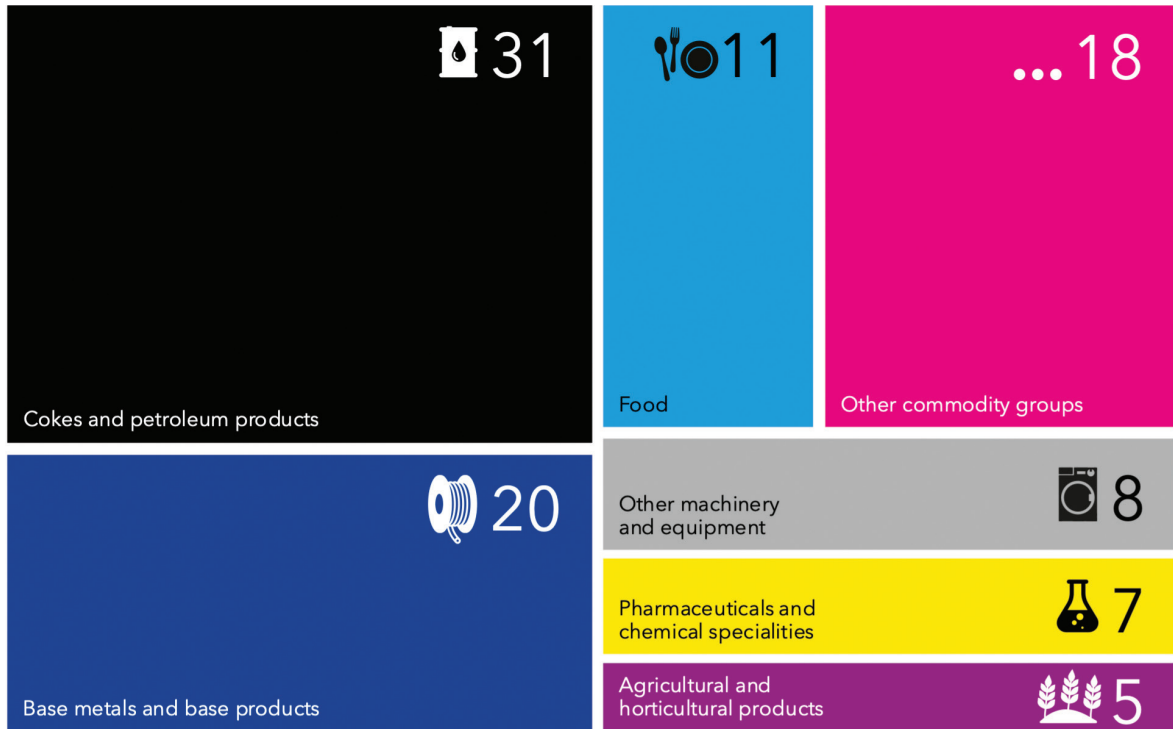 31
Cokes and petroleum products
11
Food
...18
Other commodity groups
20
Base metals and base products
Other machinery
and equipment
8
Pharmaceuticals and
chemical specialities
7
Agricultural and
horticultural products
5